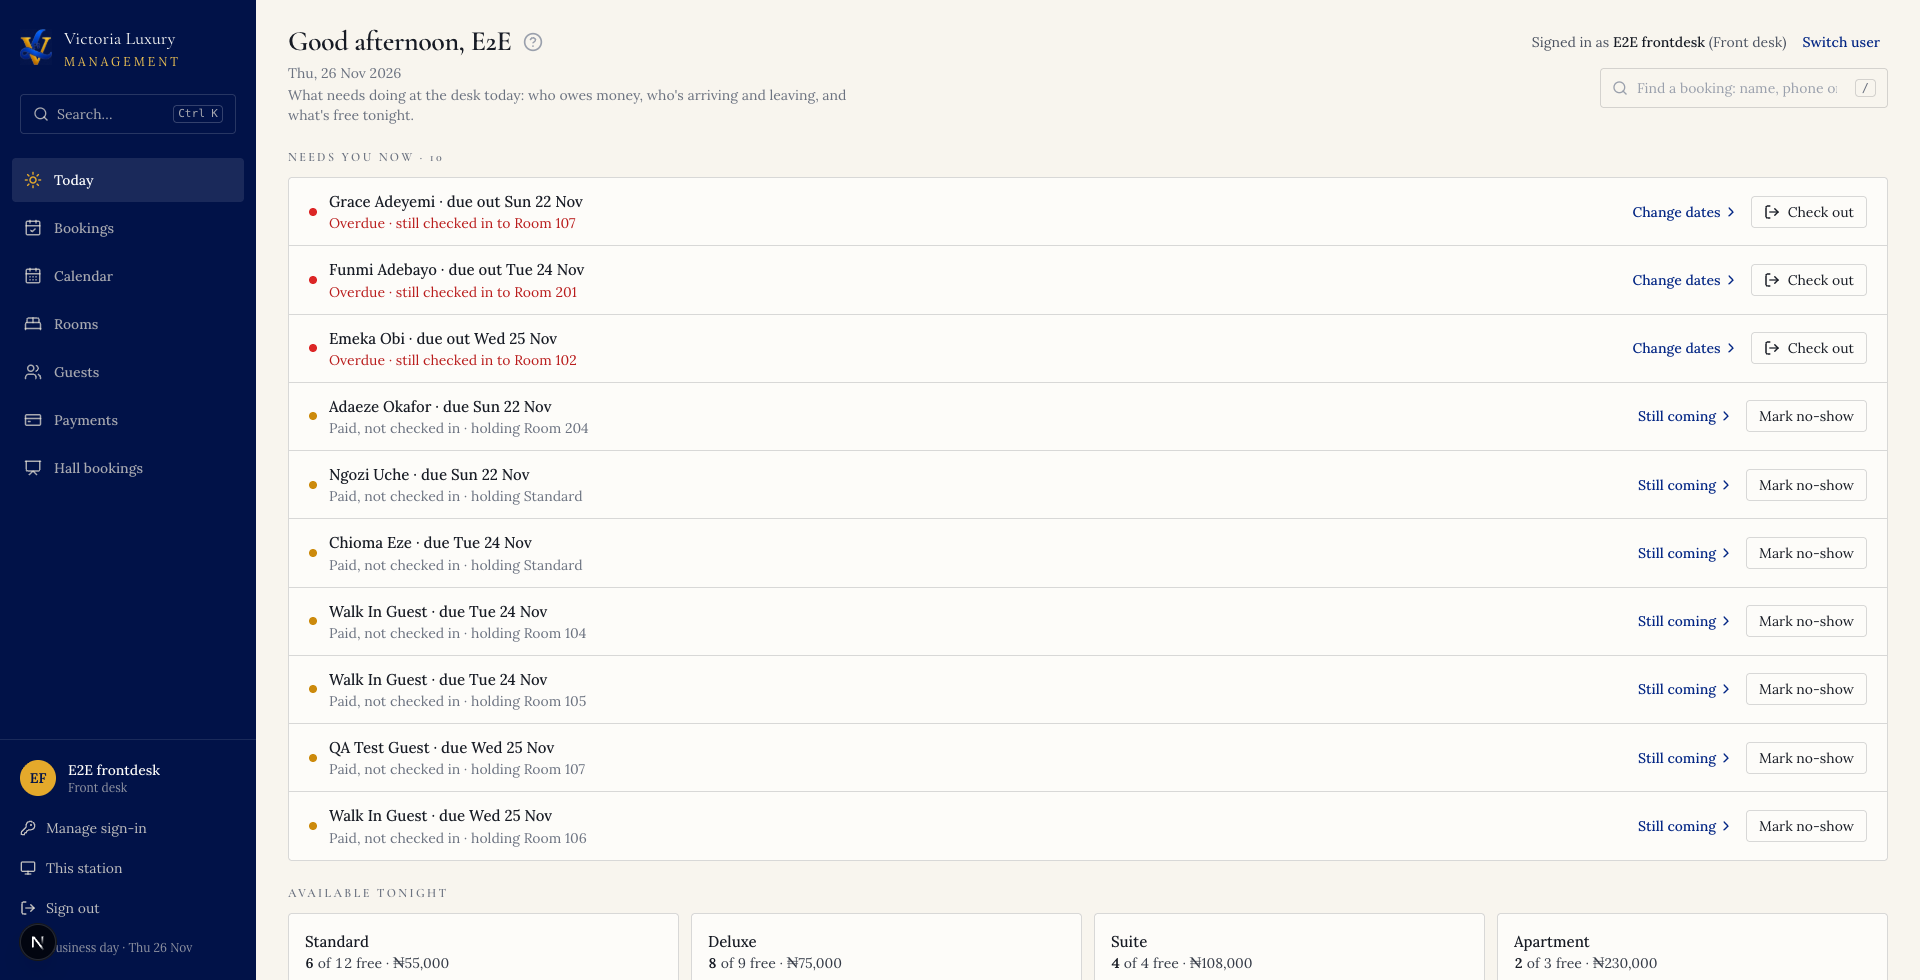 Victoria Luxury
MANAGEMENT
Search...
Ctrl K
Today
Bookings
Calendar
Rooms
Guests
Payments
Hall bookings
EF
E2E frontdesk
Front desk
Manage sign-in
This station
Sign out
N
usiness day · Thu 26 Nov
Good afternoon, E2E
?
Thu, 26 Nov 2026
What needs doing at the desk today: who owes money, who's arriving and leaving, and
what's free tonight.
Signed in as E2E frontdesk (Front desk)
Switch user
Find a booking: name, phone o
/
NEEDS YOU NOW · 10
Grace Adeyemi · due out Sun 22 Nov
Overdue · still checked in to Room 107
Change dates
Check out
Funmi Adebayo · due out Tue 24 Nov
Overdue · still checked in to Room 201
Change dates
Check out
Emeka Obi · due out Wed 25 Nov
Overdue · still checked in to Room 102
Change dates
Check out
Adaeze Okafor · due Sun 22 Nov
Paid, not checked in · holding Room 204
Still coming
Mark no-show
Ngozi Uche · due Sun 22 Nov
Paid, not checked in · holding Standard
Still coming
Mark no-show
Chioma Eze · due Tue 24 Nov
Paid, not checked in · holding Standard
Still coming
Mark no-show
Walk In Guest · due Tue 24 Nov
Paid, not checked in · holding Room 104
Still coming
Mark no-show
Walk In Guest · due Tue 24 Nov
Paid, not checked in · holding Room 105
Still coming
Mark no-show
QA Test Guest · due Wed 25 Nov
Paid, not checked in · holding Room 107
Still coming
Mark no-show
Walk In Guest · due Wed 25 Nov
Paid, not checked in · holding Room 106
Still coming
Mark no-show
AVAILABLE TONIGHT
Standard
6 of 12 free · ₦55,000
Deluxe
8 of 9 free · ₦75,000
Suite
4 of 4 free · ₦108,000
Apartment
2 of 3 free · ₦230,000